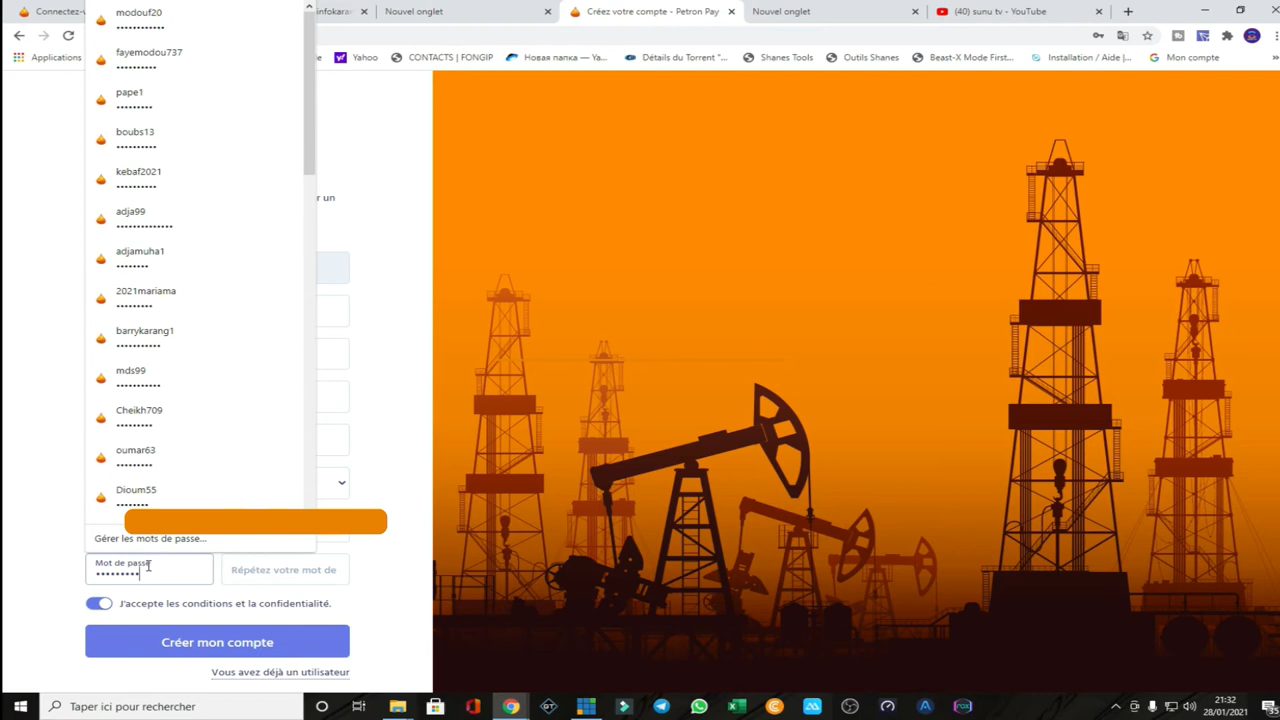 Connectez-v
infokaran
Nouvel onglet
Créez votre compte - Petron Pay
Nouvel onglet
(40) sunu tv - YouTube
Applications
Yahoo
CONTACTS | FONGIP
Новая папка — Ya...
Détails du Torrent "...
Shanes Tools
Outils Shanes
Beast-X Mode First...
Installation / Aide |...
Mon compte
modouf20
••••••••••••
fayemodou737
••••••••••
pape1
•••••••••
boubs13
••••••••••
kebaf2021
••••••••••
r un
adja99
••••••••••••••
adjamuha1
••••••••
2021mariama
•••••••••
barrykarang1
•••••••••••
mds99
•••••••••••
Cheikh709
•••••••••
oumar63
•••••••••
Dioum55
••••••••
Gérer les mots de passe...
Mot de passe
••••••••••
Répétez votre mot de
J'accepte les conditions et la confidentialité.
Créer mon compte
Vous avez déjà un utilisateur
Taper ici pour rechercher
21:32
28/01/2021